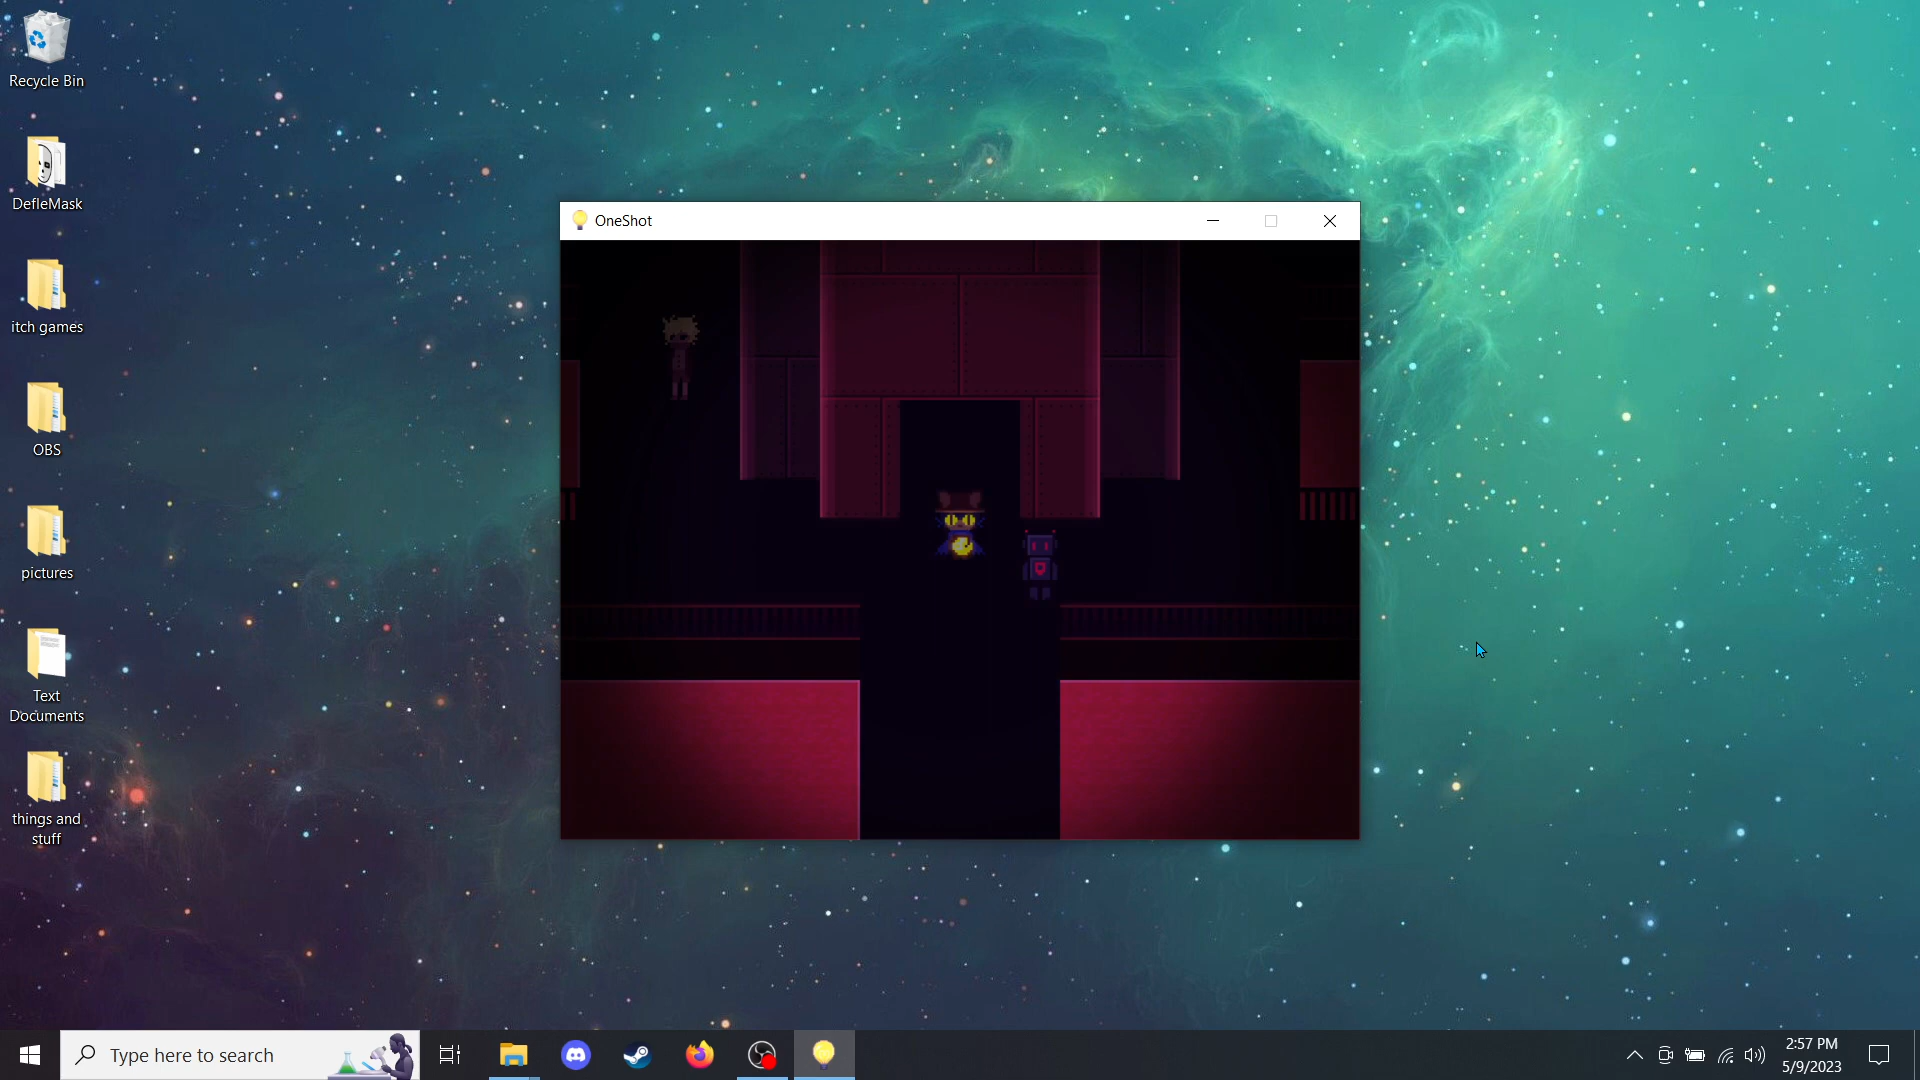 Recycle Bin
DefleMask
itch games
OBS
pictures
Text
Documents
things and
stuff
OneShot
Type here to search
2:57 PM
5/9/2023